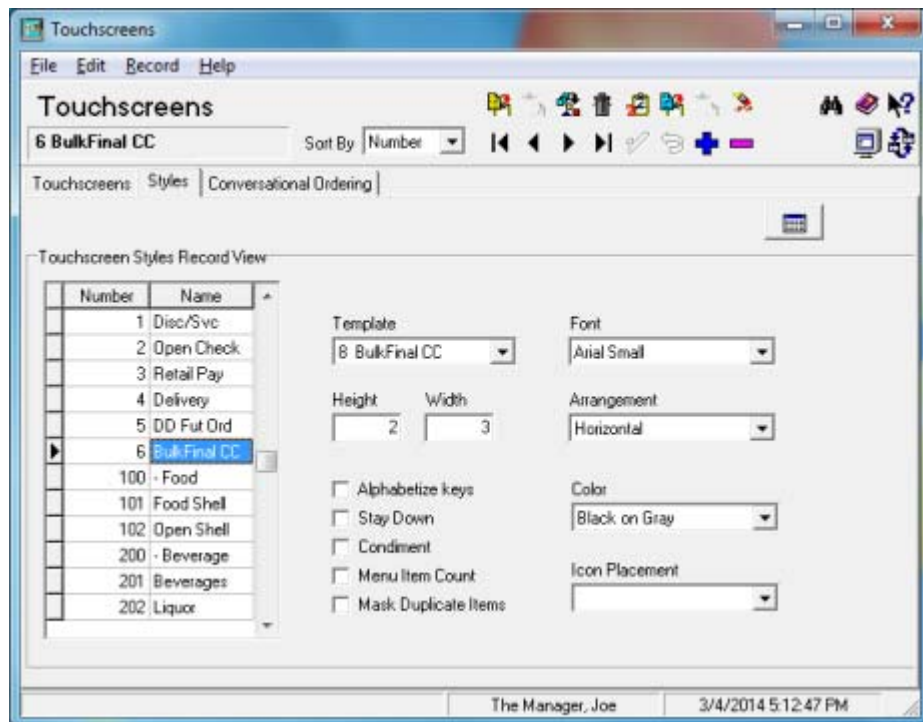 Touchscreens
File Edit Record Help
Touchscreens
6 BulkFinal CC
Sort By Number
Touchscreens Styles Conversational Ordering
Touchscreen Styles Record View
Number Name
1 Disc/Svc
2 Open Check
3 Retail Pay
4 Delivery
5 DD Fut Ord
6 BulkFinal CC
100 - Food
101 Food Shell
102 Open Shell
200 - Beverage
201 Beverages
202 Liquor
Template
8 BulkFinal CC
Height Width
2 3
Alphabetize keys
Stay Down
Condiment
Menu Item Count
Mask Duplicate Items
Font
Arial Small
Arrangement
Horizontal
Color
Black on Gray
Icon Placement
The Manager, Joe 3/4/2014 5:12:47 PM